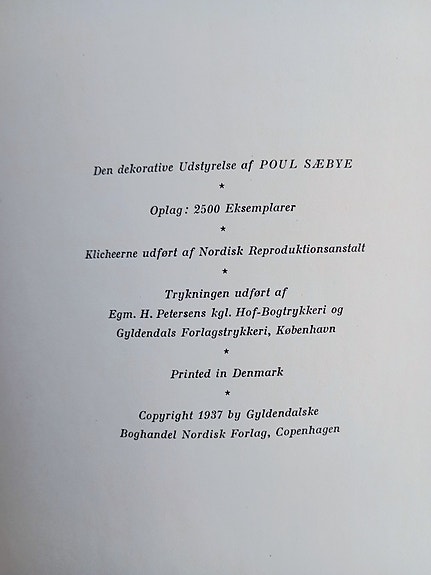 Den dekorative Udstyrelse af POUL SÆBYE
★
Oplag: 2500 Eksemplarer
★
Klicheerne udført af Nordisk Reproduktionsanstalt
★
Trykningen udført af
Egm. H. Petersens kgl. Hof-Bogtrykkeri og
Gyldendals Forlagstrykkeri, København
★
Printed in Denmark
★
Copyright 1937 by Gyldendalske
Boghandel Nordisk Forlag, Copenhagen